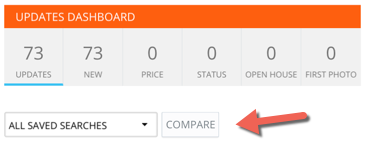 UPDATES DASHBOARD
73 73 0 0 0 0
UPDATES NEW PRICE STATUS OPEN HOUSE FIRST PHOTO
ALL SAVED SEARCHES COMPARE